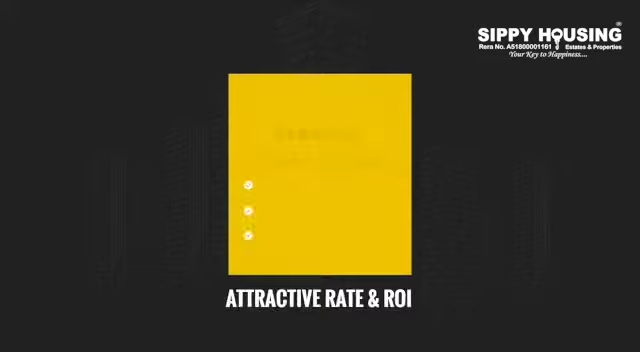 SIPPY HOUSING®
Rera No. A51800001161 Estates & Properties
Your Key to Happiness....
ATTRACTIVE RATE & ROI